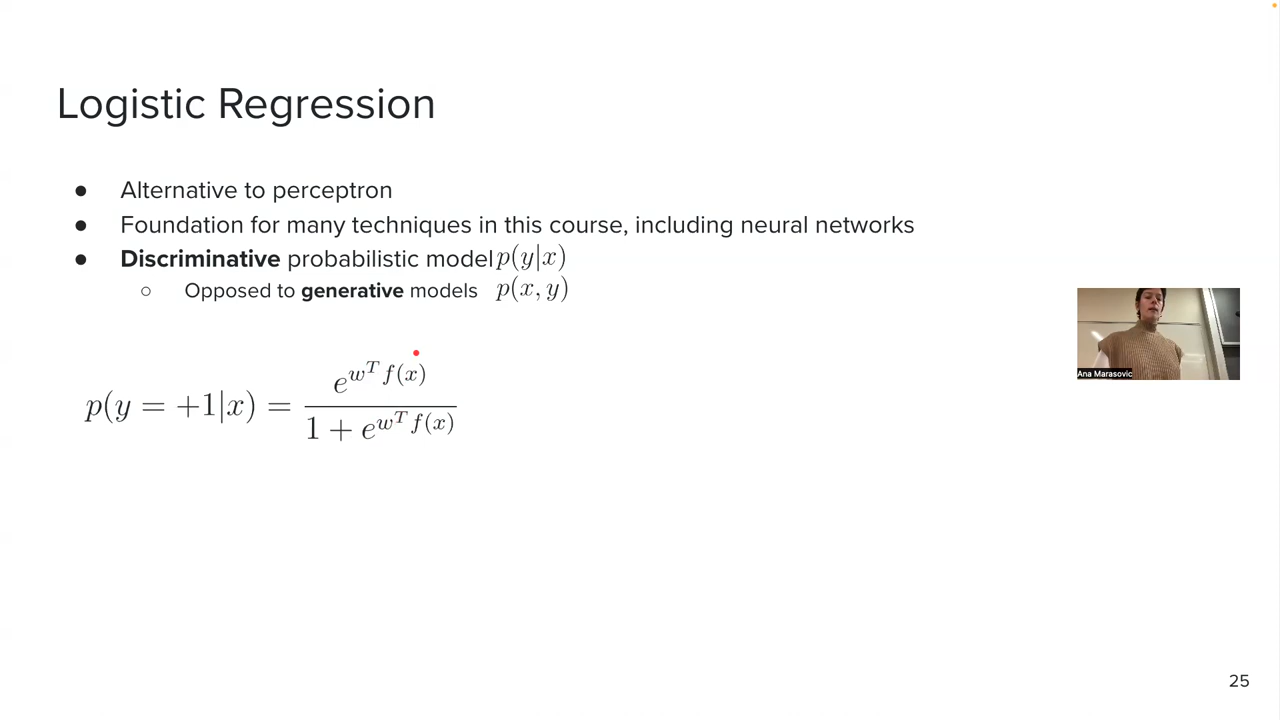 Logistic Regression
● Alternative to perceptron
● Foundation for many techniques in this course, including neural networks
● Discriminative probabilistic model p(y|x)
○ Opposed to generative models p(x, y)
p(y = +1|x) = \frac{e^{w^T f(x)}}{1 + e^{w^T f(x)}}
Ana Marasovic
25